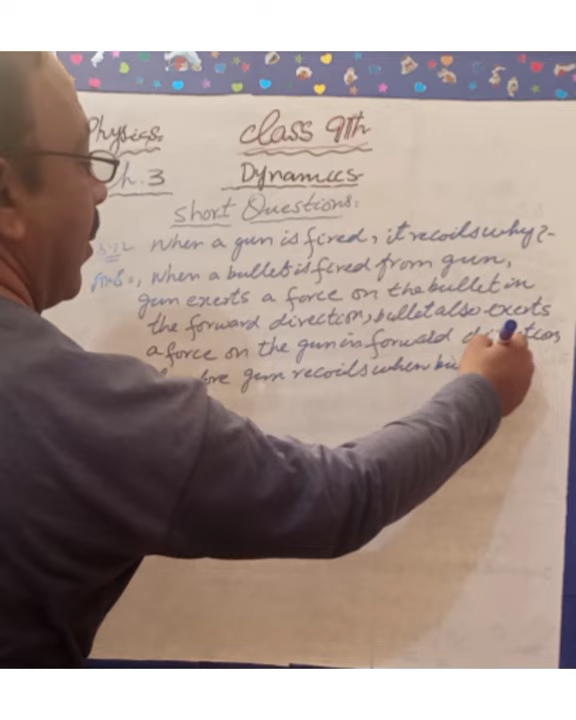 Physics class 9th
Ch.3 Dynamics
Short Questions:
When a gun is fired, it recoils why?
Ans:, When a bullet is fired from gun,
gun exerts a force on the bullet in
the forward direction, bullet also exerts
a force on the gun in forward
gun recoils when